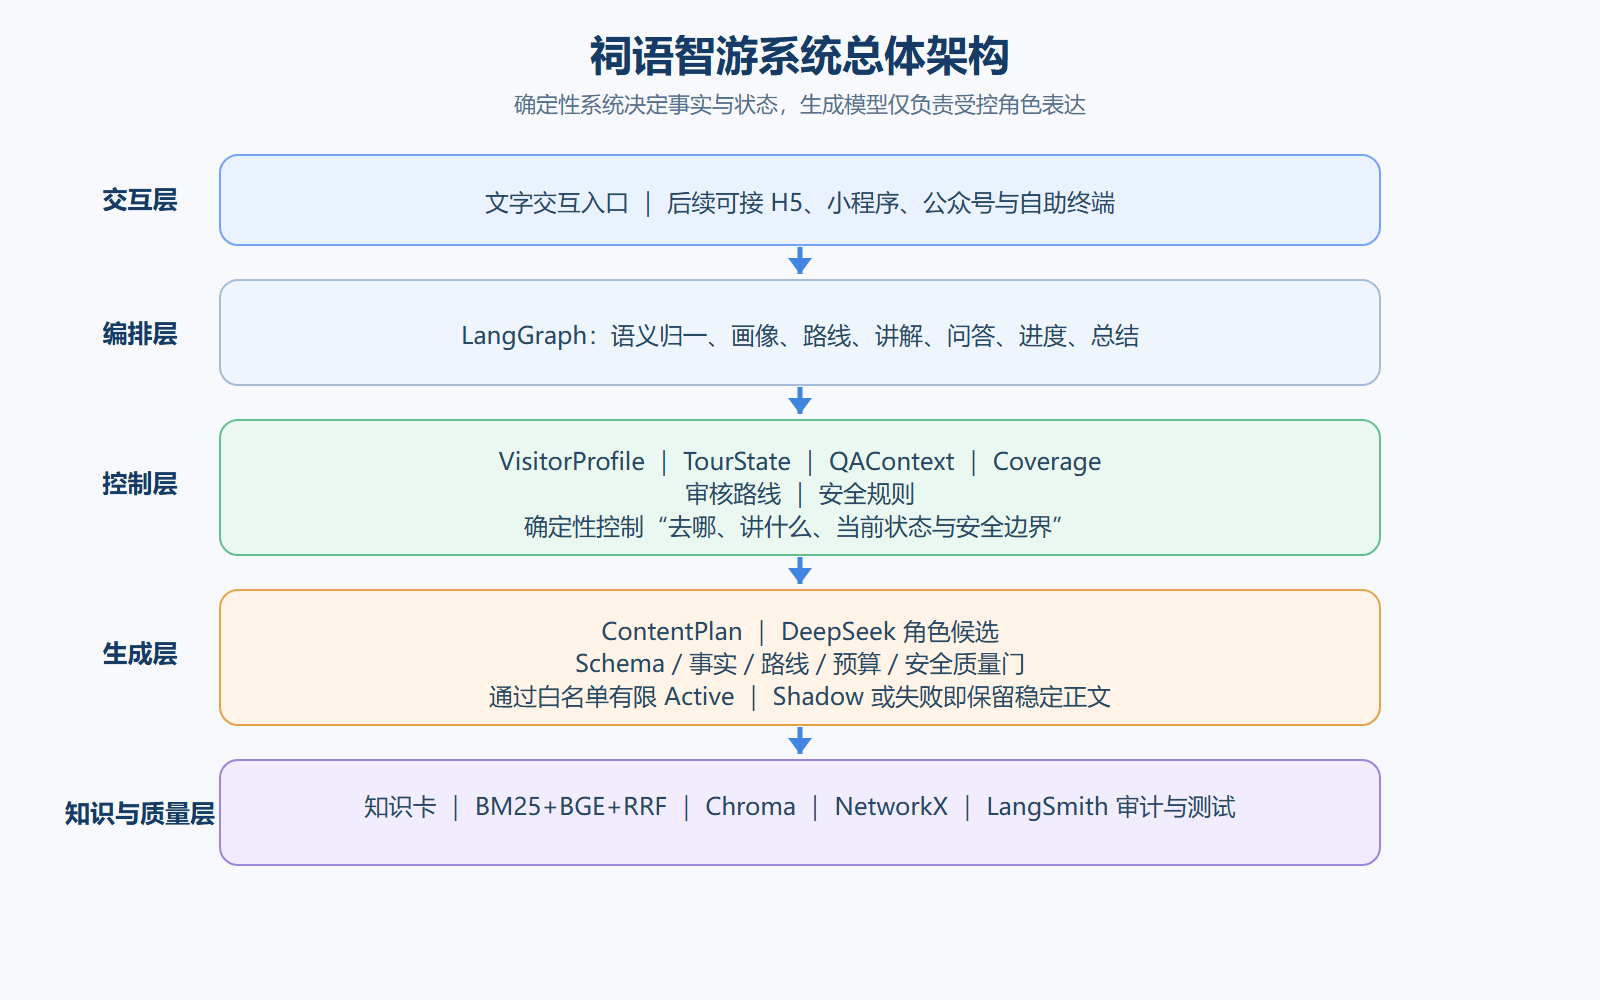 祠语智游系统总体架构
确定性系统决定事实与状态，生成模型仅负责受控角色表达
交互层
文字交互入口 ｜ 后续可接 H5、小程序、公众号与自助终端
编排层
LangGraph：语义归一、画像、路线、讲解、问答、进度、总结
控制层
VisitorProfile ｜ TourState ｜ QAContext ｜ Coverage
审核路线 ｜ 安全规则
确定性控制“去哪、讲什么、当前状态与安全边界”
生成层
ContentPlan ｜ DeepSeek 角色候选
Schema / 事实 / 路线 / 预算 / 安全质量门
通过白名单有限 Active ｜ Shadow 或失败即保留稳定正文
知识与质量层
知识卡 ｜ BM25+BGE+RRF ｜ Chroma ｜ NetworkX ｜ LangSmith 审计与测试